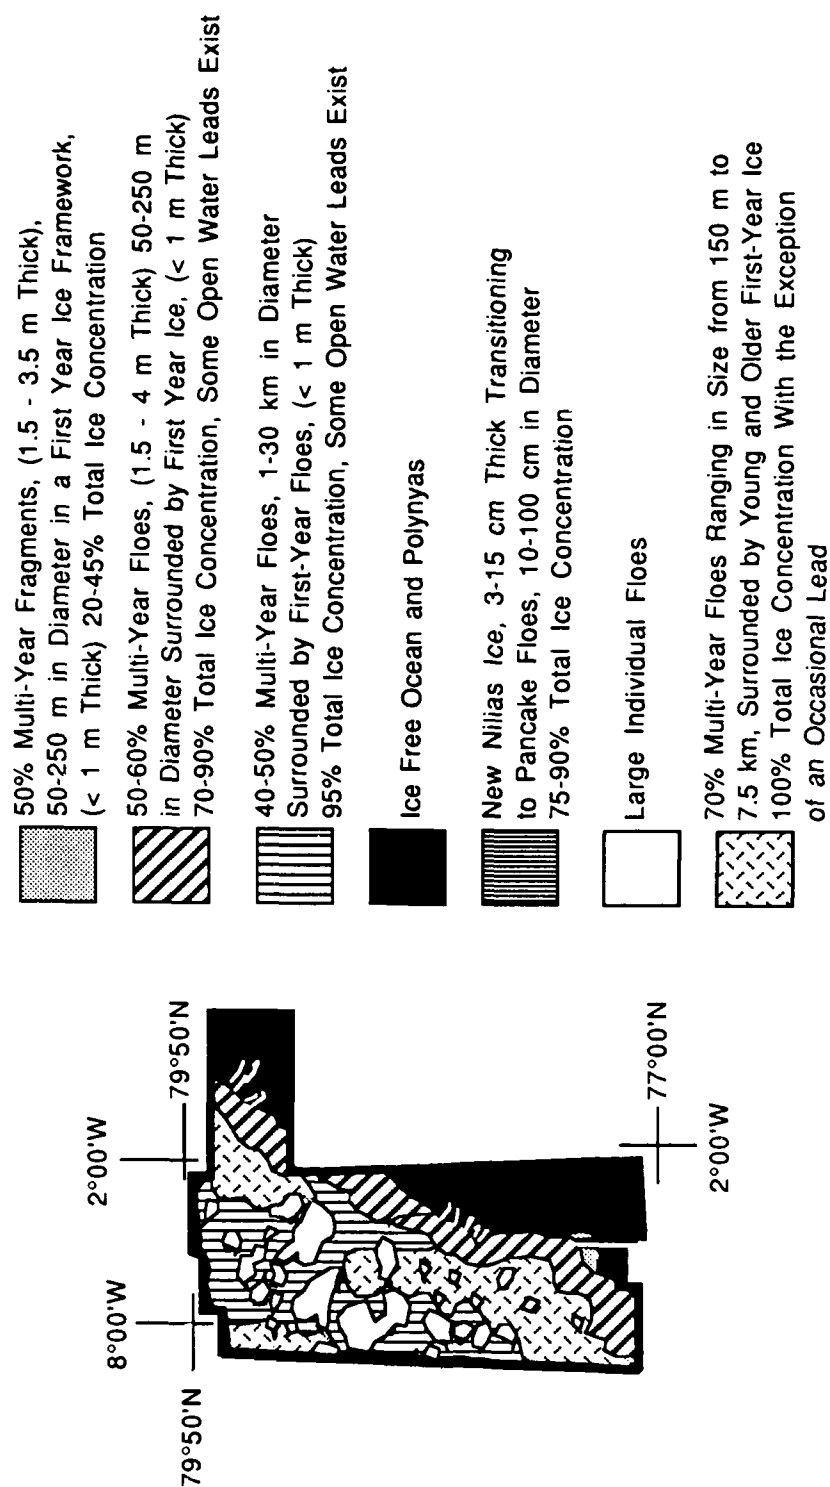 50% Multi-Year Fragments, (1.5 - 3.5 m Thick),
50-250 m in Diameter in a First Year Ice Framework,
(< 1 m Thick) 20-45% Total Ice Concentration
50-60% Multi-Year Floes, (1.5 - 4 m Thick) 50-250 m
in Diameter Surrounded by First Year Ice, (< 1 m Thick)
70-90% Total Ice Concentration, Some Open Water Leads Exist
40-50% Multi-Year Floes, 1-30 km in Diameter
Surrounded by First-Year Floes, (< 1 m Thick)
95% Total Ice Concentration, Some Open Water Leads Exist
Ice Free Ocean and Polynyas
New Nilias Ice, 3-15 cm Thick Transitioning
to Pancake Floes, 10-100 cm in Diameter
75-90% Total Ice Concentration
Large Individual Floes
70% Multi-Year Floes Ranging in Size from 150 m to
7.5 km, Surrounded by Young and Older First-Year Ice
100% Total Ice Concentration With the Exception
of an Occasional Lead
79°50'N
8°00'W
2°00'W
79°50'N
77°00'N
2°00'W